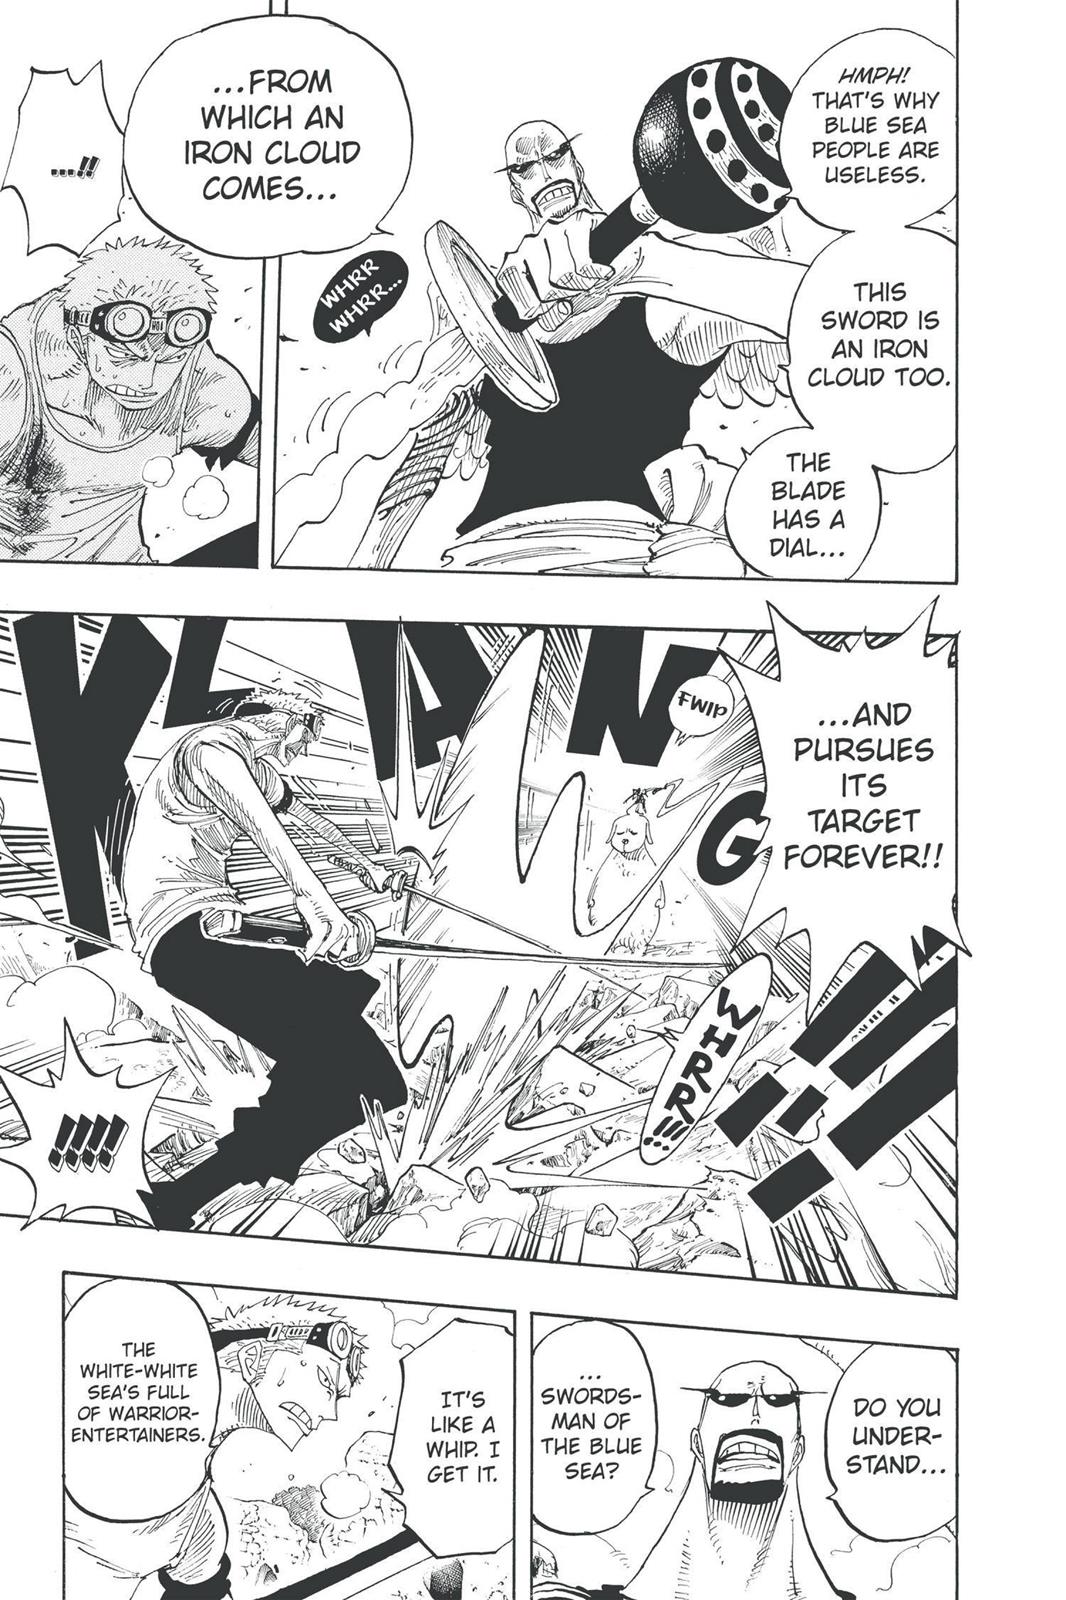 HMPH!
THAT'S WHY
BLUE SEA
PEOPLE ARE
USELESS.
THIS
SWORD IS
AN IRON
CLOUD TOO.
THE
BLADE
HAS A
DIAL...
WHRR
WHRR...
...FROM
WHICH AN
IRON CLOUD
COMES...
...!!
...AND
PURSUES
ITS
TARGET
FOREVER!!
FWIP
KLANG
!!
WHRR!!!
!!!!
DO YOU
UNDER-
STAND...
...
SWORDS-
MAN OF
THE BLUE
SEA?
IT'S
LIKE A
WHIP. I
GET IT.
THE
WHITE-WHITE
SEA'S FULL
OF WARRIOR-
ENTERTAINERS.